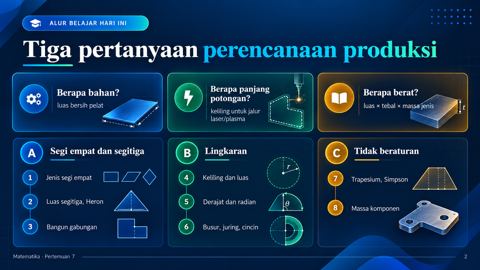 ALUR BELAJAR HARI INI
Tiga pertanyaan perencanaan produksi
Berapa bahan?
luas bersih pelat
Berapa panjang
potongan?
keliling untuk jalur
laser/plasma
Berapa berat?
luas × tebal × massa jenis
t
A
Segi empat dan segitiga
1
Jenis segi empat
2
Luas segitiga, Heron
3
Bangun gabungan
B
Lingkaran
4
Keliling dan luas
r
5
Derajat dan radian
θ
6
Busur, juring, cincin
C
Tidak beraturan
7
Trapesium, Simpson
8
Massa komponen
Matematika · Pertemuan 7
2